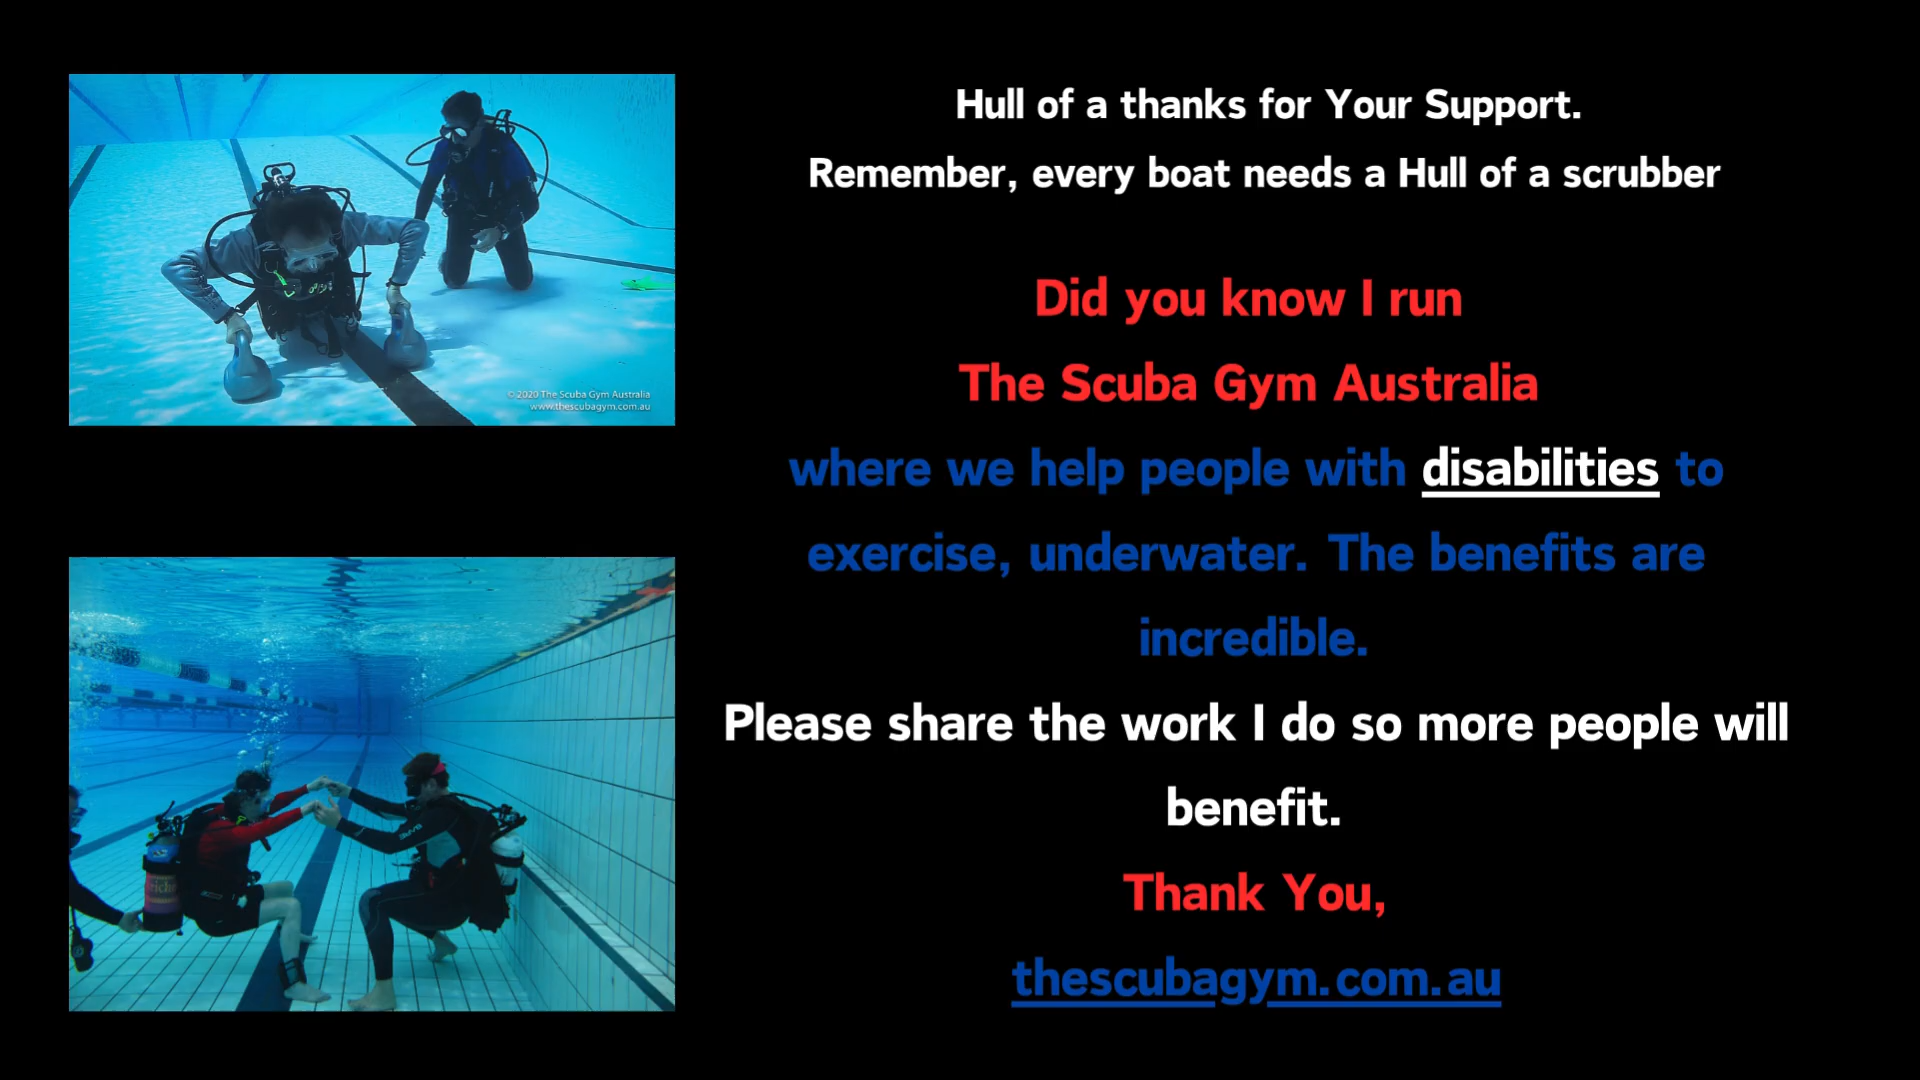 Hull of a thanks for Your Support.
Remember, every boat needs a Hull of a scrubber
Did you know I run
The Scuba Gym Australia
where we help people with disabilities to
exercise, underwater. The benefits are
incredible.
Please share the work I do so more people will
benefit.
Thank You,
thescubagym.com.au
© 2020 The Scuba Gym Australia
www.thescubagym.com.au